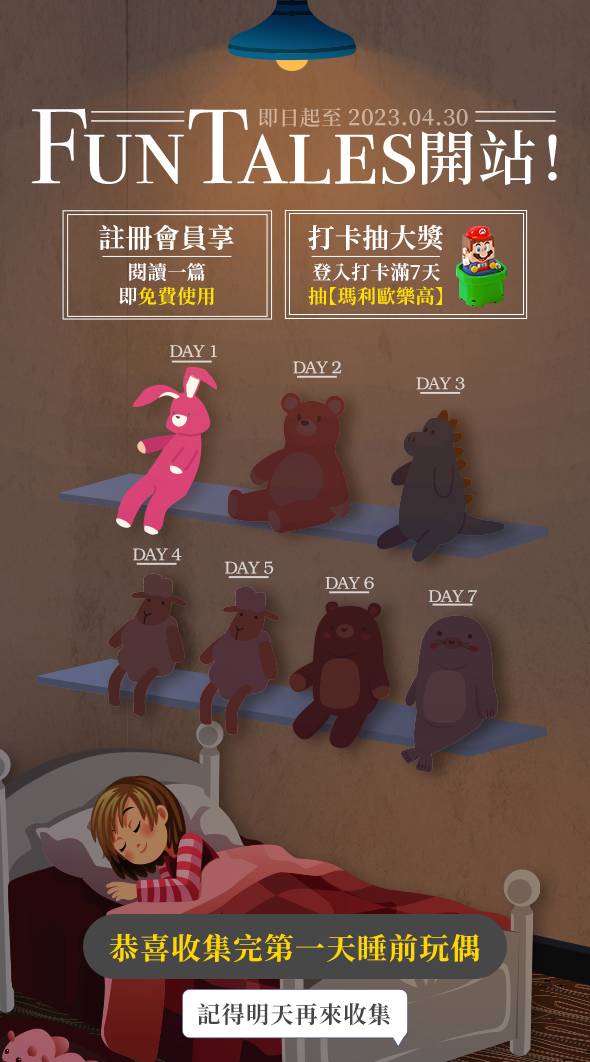 即日起至 2023.04.30
FUNTALES開站!
註冊會員享
閱讀一篇
即免費使用
打卡抽大獎
登入打卡滿7天
抽【瑪利歐樂高】
DAY 1
DAY 2
DAY 3
DAY 4
DAY 5
DAY 6
DAY 7
恭喜收集完第一天睡前玩偶
記得明天再來收集